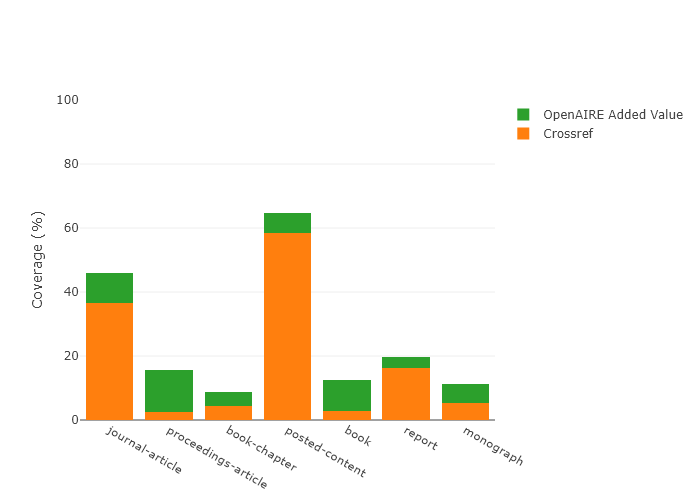 100
80
60
40
20
0
Coverage (%)
journal-article
proceedings-article
book-chapter
posted-content
book
report
monograph
OpenAIRE Added Value
Crossref